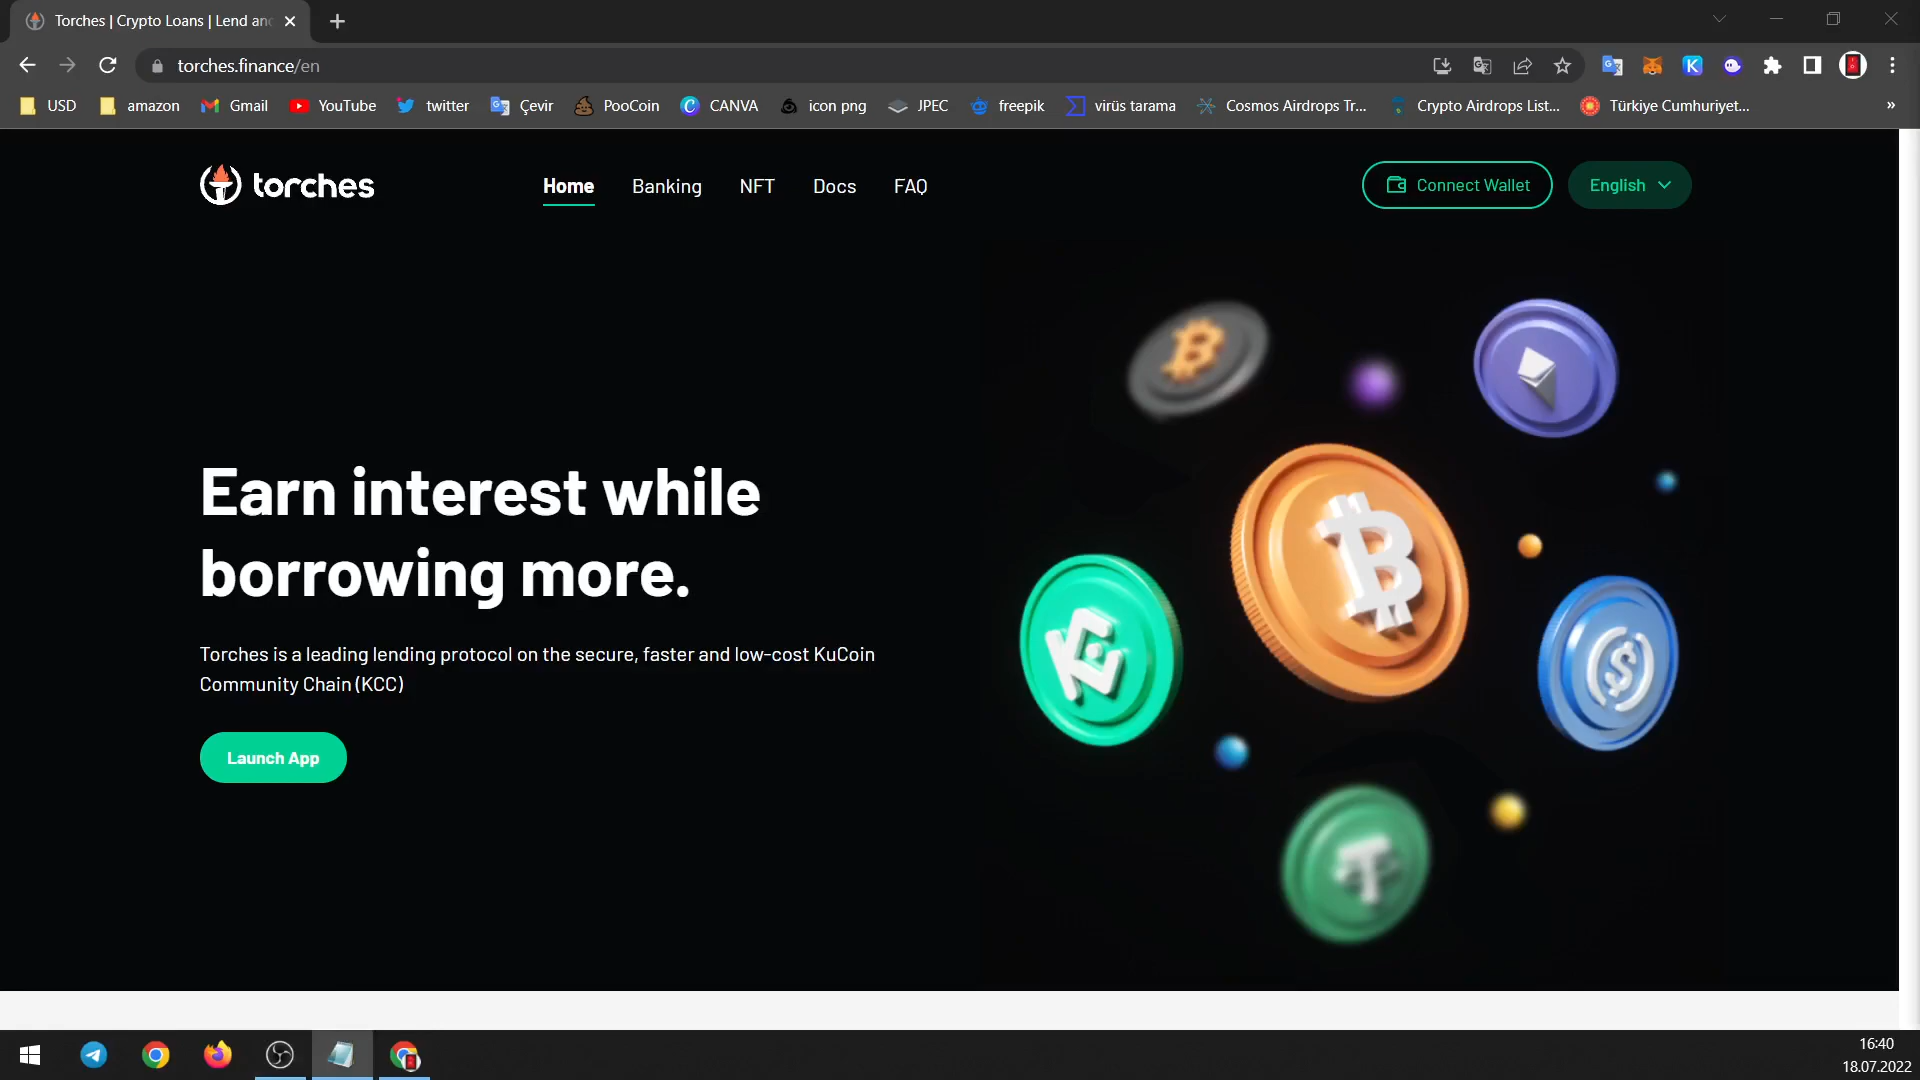 Torches | Crypto Loans | Lend and
torches.finance/en
USD amazon Gmail YouTube twitter Çevir PooCoin CANVA icon png JPEC freepik virüs tarama Cosmos Airdrops Tr... Crypto Airdrops List... Türkiye Cumhuriyet... »
torches Home Banking NFT Docs FAQ Connect Wallet English
Earn interest while
borrowing more.
Torches is a leading lending protocol on the secure, faster and low-cost KuCoin
Community Chain (KCC)
Launch App
16:40
18.07.2022